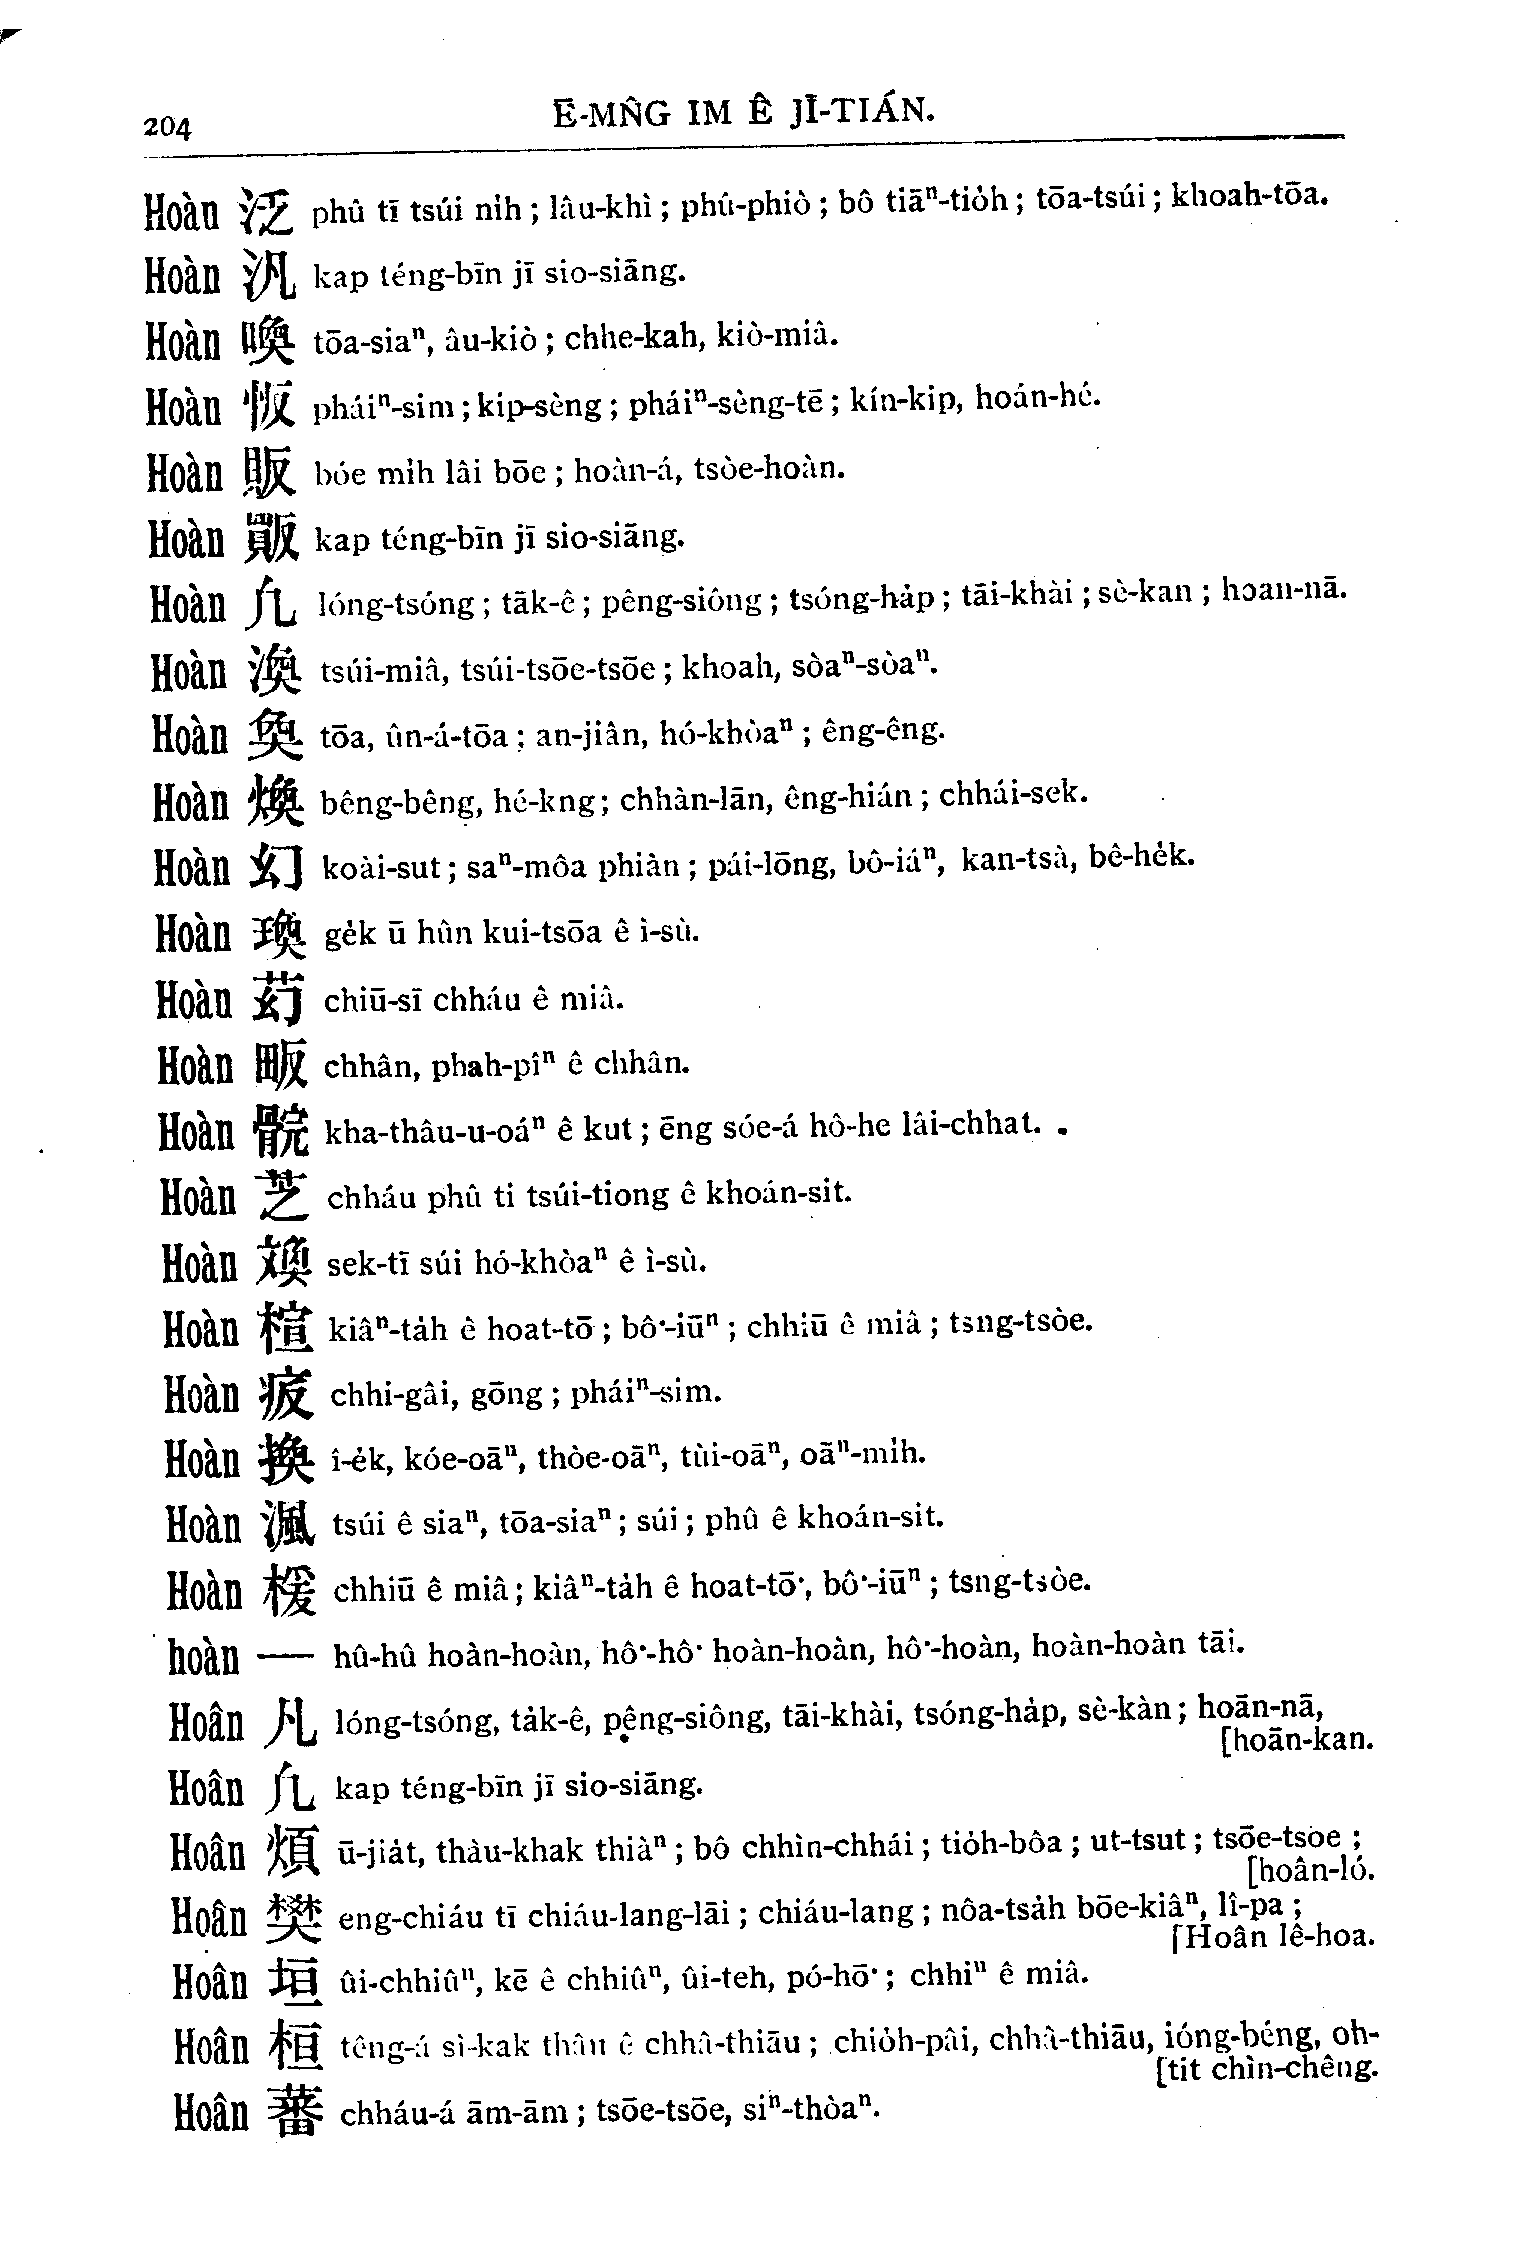 204
Ē-MN̂G IM Ê JĪ-TIÁN.
Hoàn 泛 phû tī tsúi ni̍h; lâu-khì; phû-phiò; bô tiāⁿ-tio̍h; tōa-tsúi; khoah-tōa.
Hoàn 汎 kap téng-bīn jī sio-siāng.
Hoàn 喚 tōa-siaⁿ, âu-kiò; chhe-kah, kiò-miâ.
Hoàn 忣 pháiⁿ-sim; kip-sèng; pháiⁿ-sèng-tē; kín-kip, hoán-hé.
Hoàn 販 bóe mi̍h lâi bōe; hoàn-á, tsòe-hoàn.
Hoàn kap téng-bīn jī sio-siāng.
Hoàn 凢 lóng-tsóng; tāk-ê; pêng-siông; tsóng-ha̍p; tāi-khài; sè-kan; hoan-nā.
Hoàn 渙 tsúi-miâ, tsúi-tsōe-tsōe; khoah, sòaⁿ-sòaⁿ.
Hoàn 奐 tōa, ûn-á-tōa; an-jiân, hó-khòaⁿ; êng-êng.
Hoàn 煥 bêng-bêng, hé-kng; chhàn-lān, êng-hián; chhái-sek.
Hoàn 幻 koài-sut; saⁿ-môa phiàn; pái-lōng, bô-iáⁿ, kan-tsà, bê-he̍k.
Hoàn 瑍 ge̍k ū hûn kui-tsōa ê ì-sù.
Hoàn 䒛 chiū-sī chháu ê miâ.
Hoàn 畈 chhân, phah-pîⁿ ê chhân.
Hoàn 髖 kha-thâu-u-oáⁿ ê kut; ēng sóe-á hô-he lâi-chhat.
Hoàn 芝 chháu phû ti tsúi-tiong ê khoán-sit.
Hoàn sek-tī súi hó-khòaⁿ ê ì-sù.
Hoàn 楦 kiâⁿ-ta̍h ê hoat-tō; bô͘-iūⁿ; chhiū ê miâ; tsng-tsòe.
Hoàn 疲 chhi-gâi, gōng; pháiⁿ-sim.
Hoàn 換 î-e̍k, kóe-oāⁿ, thòe-oāⁿ, tùi-oāⁿ, oāⁿ-mi̍h.
Hoàn 渢 tsúi ê siaⁿ, tōa-siaⁿ; súi; phû ê khoán-sit.
Hoàn 楥 chhiū ê miâ; kiâⁿ-ta̍h ê hoat-tō͘, bô͘-iūⁿ; tsng-tsòe.
hoàn — hû-hû hoàn-hoàn, hô͘-hô͘ hoàn-hoàn, hô͘-hoàn, hoàn-hoàn tāi.
Hoân 凡 lóng-tsóng, ta̍k-ê, pêng-siông, tāi-khài, tsóng-ha̍p, sè-kàn; hoān-nā,
[hoān-kan.
Hoân 凢 kap téng-bīn jī sio-siāng.
Hoân 煩 ū-jia̍t, thàu-khak thiàⁿ; bô chhìn-chhái; tio̍h-bôa; ut-tsut; tsōe-tsōe;
[hoân-ló.
Hoân 樊 eng-chiáu tī chiáu-lang-lāi; chiáu-lang; nôa-tsa̍h bōe-kiâⁿ, lî-pa;
[Hoân lê-hoa.
Hoân 垣 ûi-chhiûⁿ, kē ê chhiûⁿ, ûi-teh, pó-hō͘; chhiⁿ ê miâ.
Hoân 桓 têng-á sì-kak thâu ê chhâ-thiāu; chio̍h-pâi, chhâ-thiāu, ióng-béng, oh-
[tit chìn-chêng.
Hoân 蕃 chháu-á ām-ām; tsōe-tsōe, siⁿ-thòaⁿ.